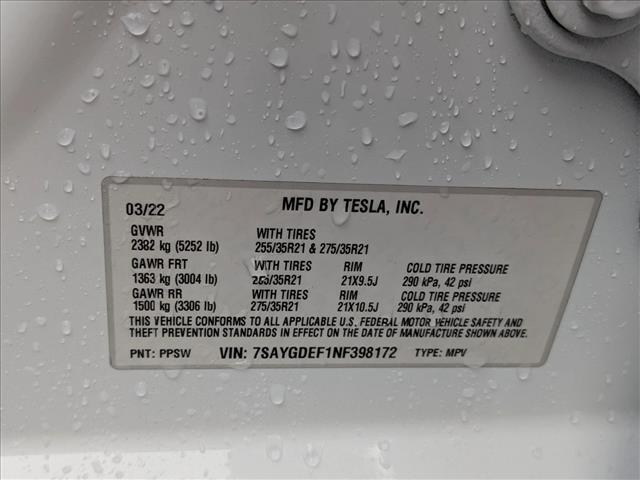 03/22 MFD BY TESLA, INC.
GVWR WITH TIRES
2382 kg (5252 lb) 255/35R21 & 275/35R21
GAWR FRT WITH TIRES RIM COLD TIRE PRESSURE
1363 kg (3004 lb) 255/35R21 21X9.5J 290 kPa, 42 psi
GAWR RR WITH TIRES RIM COLD TIRE PRESSURE
1500 kg (3306 lb) 275/35R21 21X10.5J 290 kPa, 42 psi
THIS VEHICLE CONFORMS TO ALL APPLICABLE U.S. FEDERAL MOTOR VEHICLE SAFETY AND
THEFT PREVENTION STANDARDS IN EFFECT ON THE DATE OF MANUFACTURE SHOWN ABOVE.
PNT: PPSW VIN: 7SAYGDEF1NF398172 TYPE: MPV